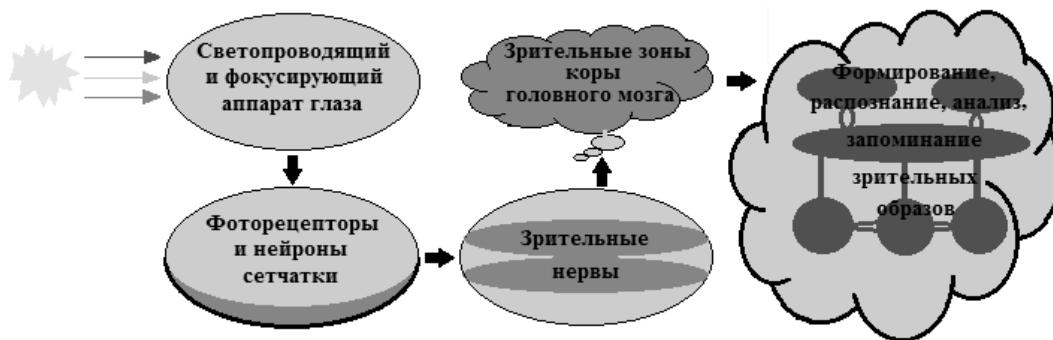 Светопроводящий
и фокусирующий
аппарат глаза
Фоторецепторы
и нейроны
сетчатки
Зрительные
нервы
Зрительные зоны
коры
головного мозга
Формирование,
распознание, анализ,
запоминание
зрительных
образов